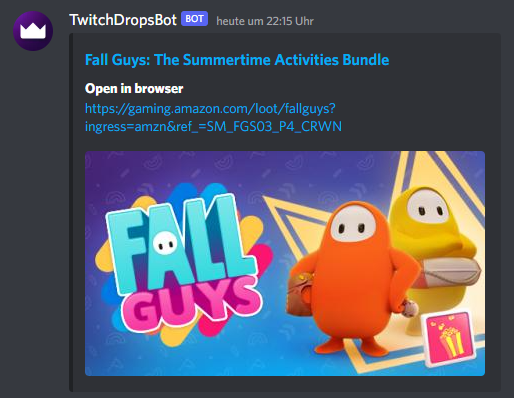 TwitchDropsBot BOT heute um 22:15 Uhr
Fall Guys: The Summertime Activities Bundle
Open in browser
https://gaming.amazon.com/loot/fallguys?
ingress=amzn&ref_=SM_FGS03_P4_CRWN
FALL
GUYS